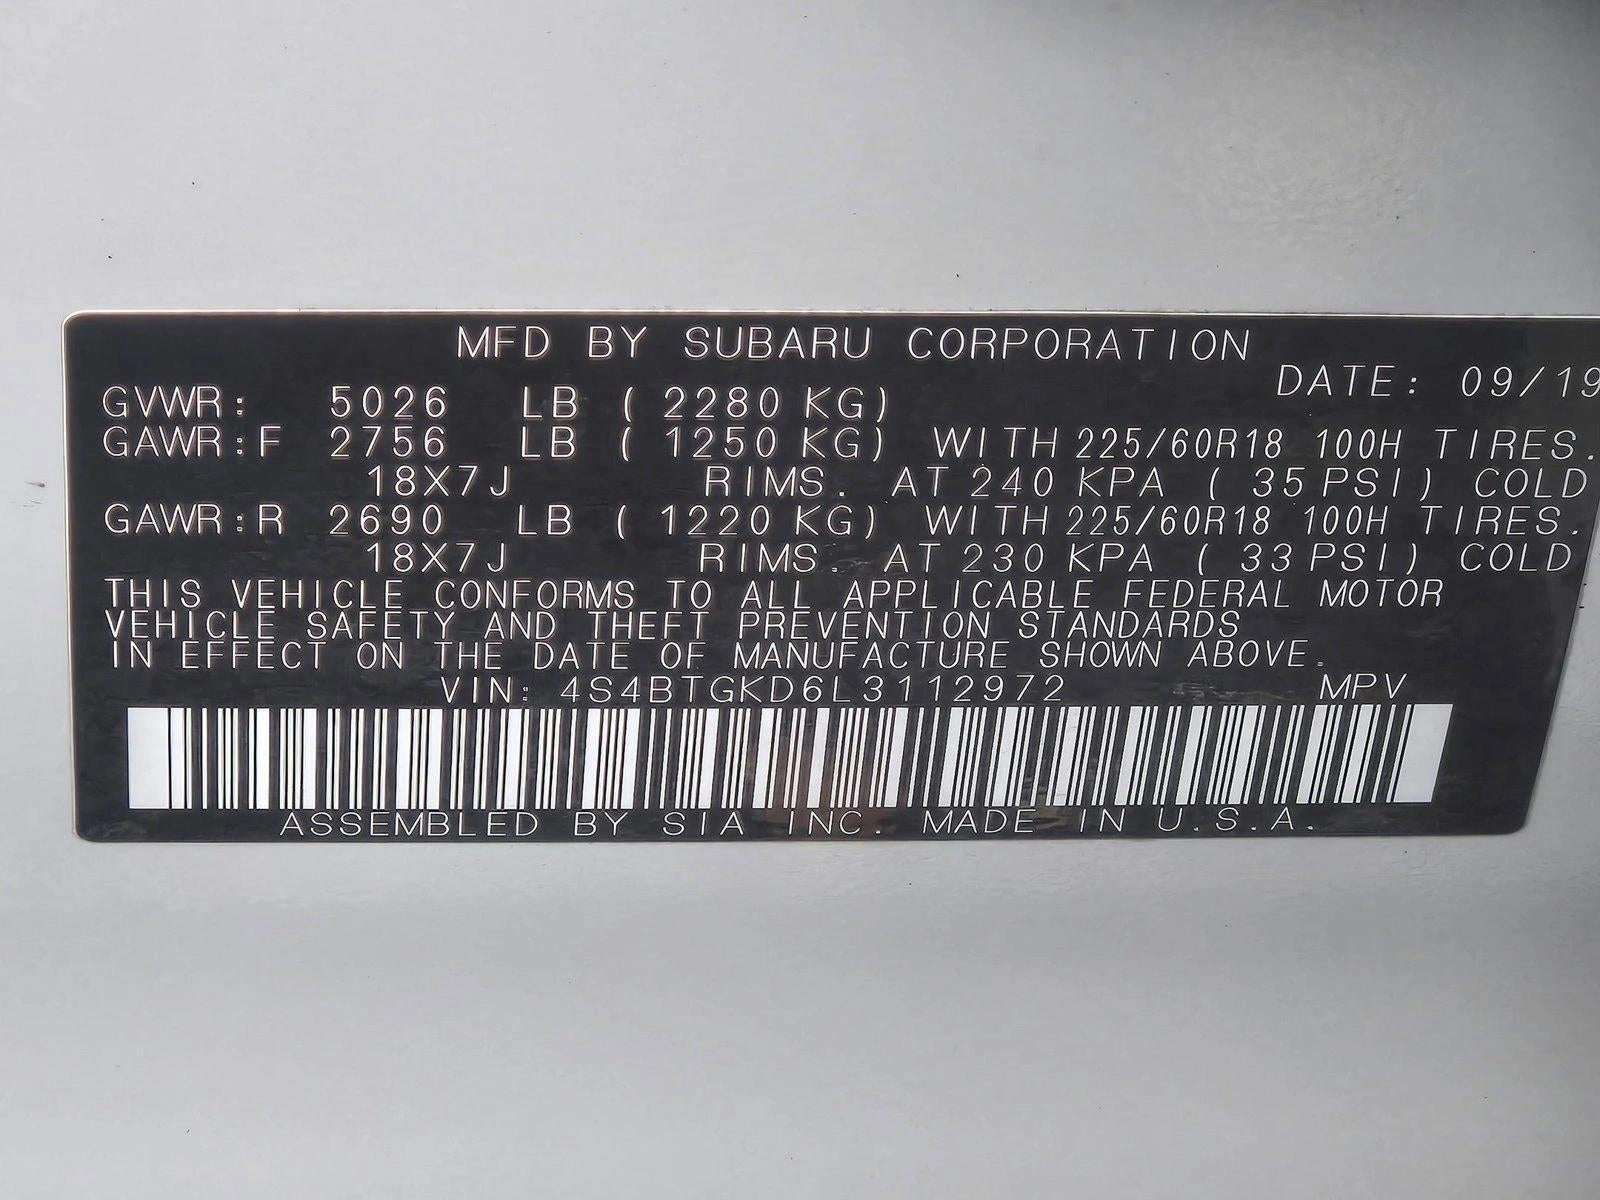 MFD BY SUBARU CORPORATION
DATE: 09/19
GVWR: 5026 LB ( 2280 KG)
GAWR:F 2756 LB ( 1250 KG) WITH 225/60R18 100H TIRES.
18X7J RIMS. AT 240 KPA ( 35 PSI) COLD
GAWR:R 2690 LB ( 1220 KG) WITH 225/60R18 100H TIRES.
18X7J RIMS. AT 230 KPA ( 33 PSI) COLD
THIS VEHICLE CONFORMS TO ALL APPLICABLE FEDERAL MOTOR
VEHICLE SAFETY AND THEFT PREVENTION STANDARDS
IN EFFECT ON THE DATE OF MANUFACTURE SHOWN ABOVE.
VIN: 4S4BTGKD6L3112972 MPV
ASSEMBLED BY SIA INC. MADE IN U.S.A.